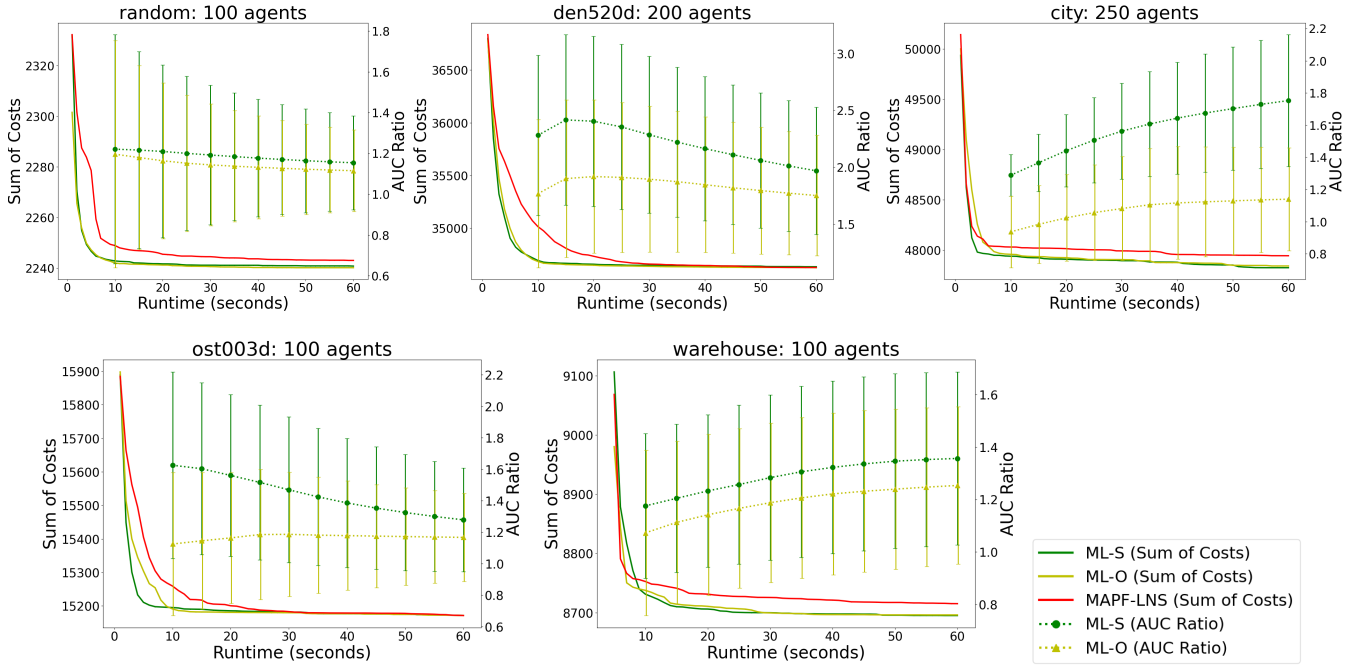 random: 100 agents
den520d: 200 agents
city: 250 agents
Sum of Costs
2320
2300
2280
2260
2240
1.8
1.6
1.4
1.2
1.0
0.8
0.6
AUC Ratio
0 10 20 30 40 50 60
Runtime (seconds)
Sum of Costs
36500
36000
35500
35000
3.0
2.5
2.0
1.5
AUC Ratio
0 10 20 30 40 50 60
Runtime (seconds)
Sum of Costs
50000
49500
49000
48500
48000
2.2
2.0
1.8
1.6
1.4
1.2
1.0
0.8
AUC Ratio
0 10 20 30 40 50 60
Runtime (seconds)
ost003d: 100 agents
warehouse: 100 agents
Sum of Costs
15900
15800
15700
15600
15500
15400
15300
15200
2.2
2.0
1.8
1.6
1.4
1.2
1.0
0.8
0.6
AUC Ratio
0 10 20 30 40 50 60
Runtime (seconds)
Sum of Costs
9100
9000
8900
8800
8700
1.6
1.4
1.2
1.0
0.8
AUC Ratio
10 20 30 40 50 60
Runtime (seconds)
ML-S (Sum of Costs)
ML-O (Sum of Costs)
MAPF-LNS (Sum of Costs)
ML-S (AUC Ratio)
ML-O (AUC Ratio)